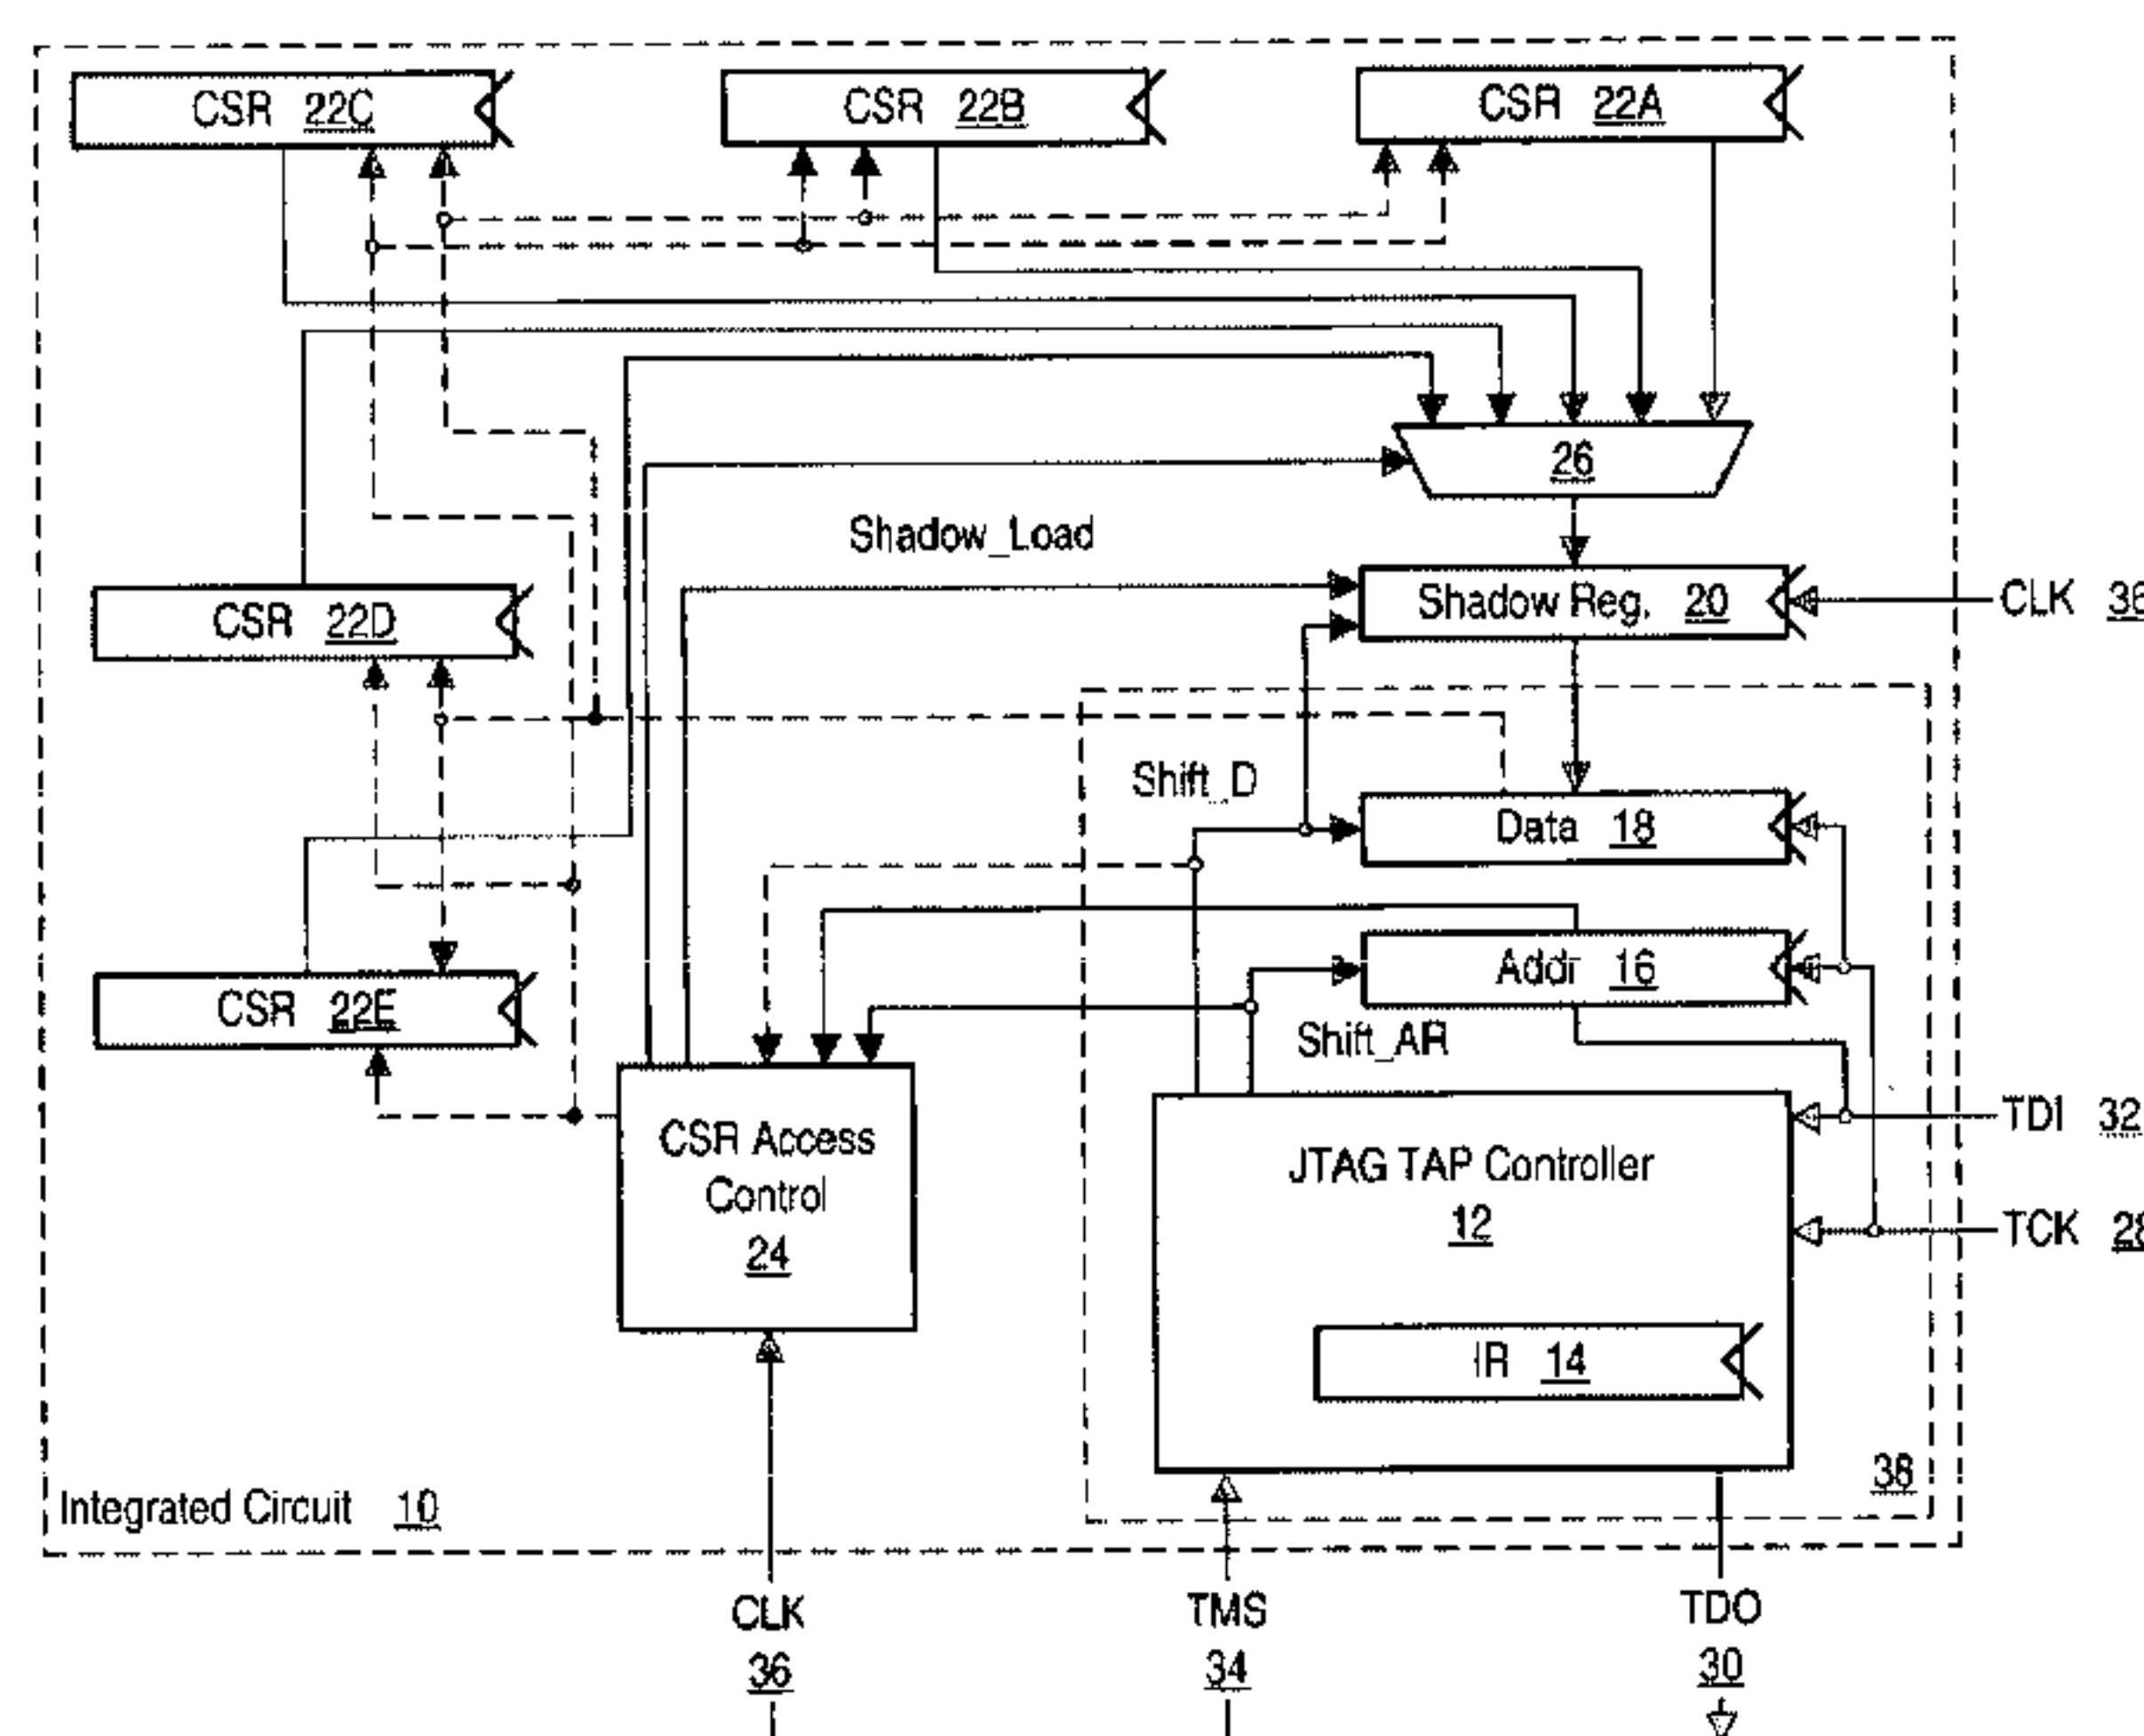 CSR 22C
CSR 22B
CSR 22A
26
Shadow_Load
CSR 22D
Shadow Reg. 20
CLK 36
Shift_D
Data 18
Addr 16
CSR 22E
Shift_AR
CSR Access
Control
24
JTAG TAP Controller
12
TDI 32
TCK 28
IR 14
38
Integrated Circuit 10
CLK
36
TMS
34
TDO
30